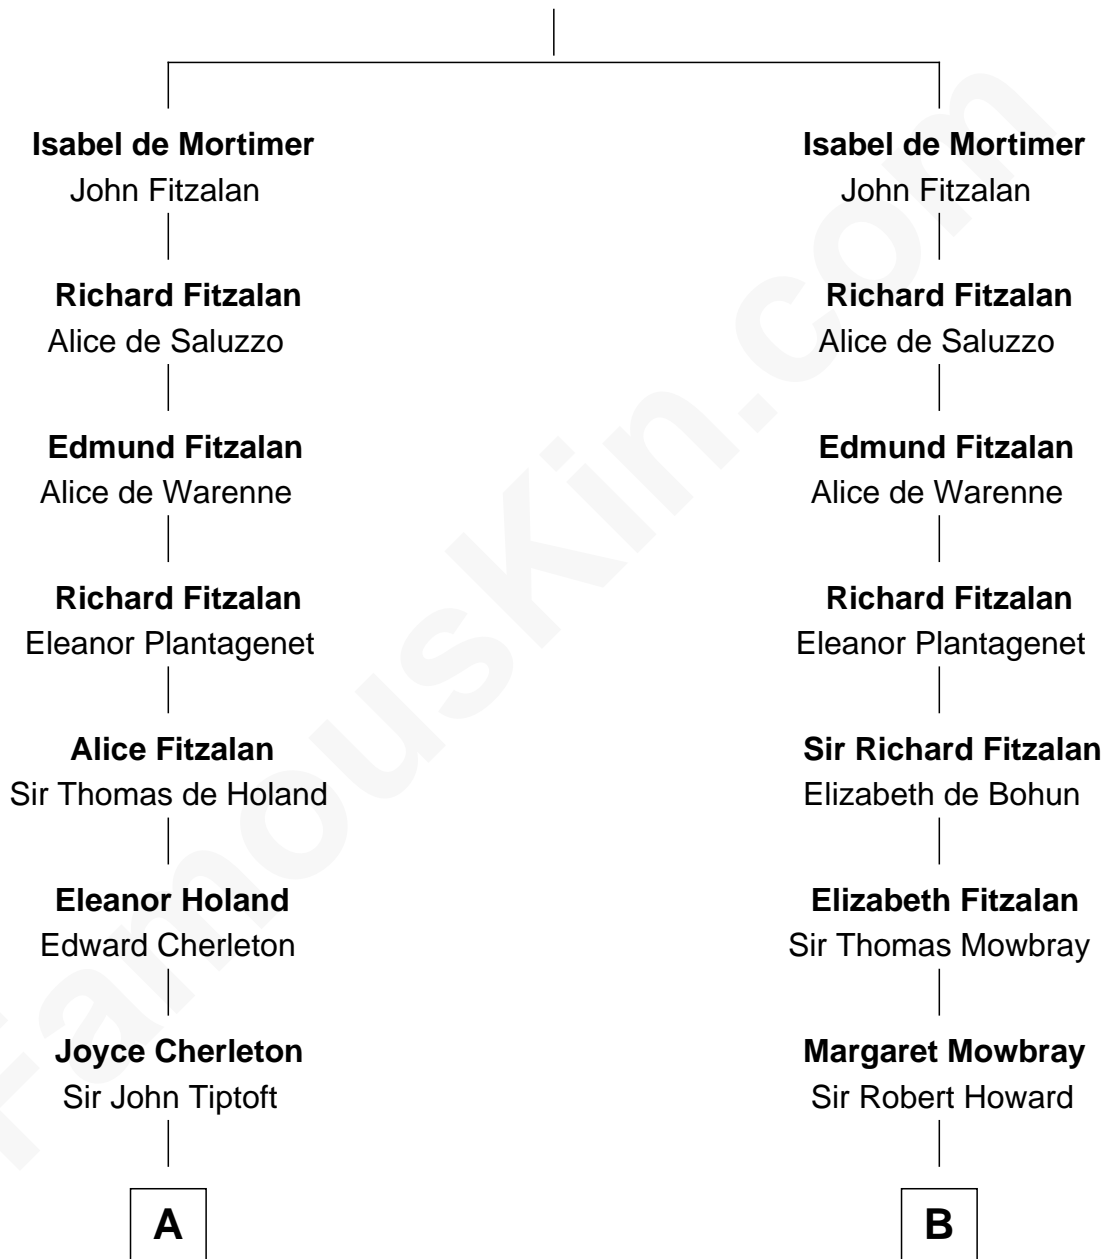 Isabel de Mortimer
John Fitzalan
Richard Fitzalan
Alice de Saluzzo
Edmund Fitzalan
Alice de Warenne
Richard Fitzalan
Eleanor Plantagenet
Alice Fitzalan
Sir Thomas de Holand
Eleanor Holand
Edward Cherleton
Joyce Cherleton
Sir John Tiptoft
A
Isabel de Mortimer
John Fitzalan
Richard Fitzalan
Alice de Saluzzo
Edmund Fitzalan
Alice de Warenne
Richard Fitzalan
Eleanor Plantagenet
Sir Richard Fitzalan
Elizabeth de Bohun
Elizabeth Fitzalan
Sir Thomas Mowbray
Margaret Mowbray
Sir Robert Howard
B
FamousKin.com